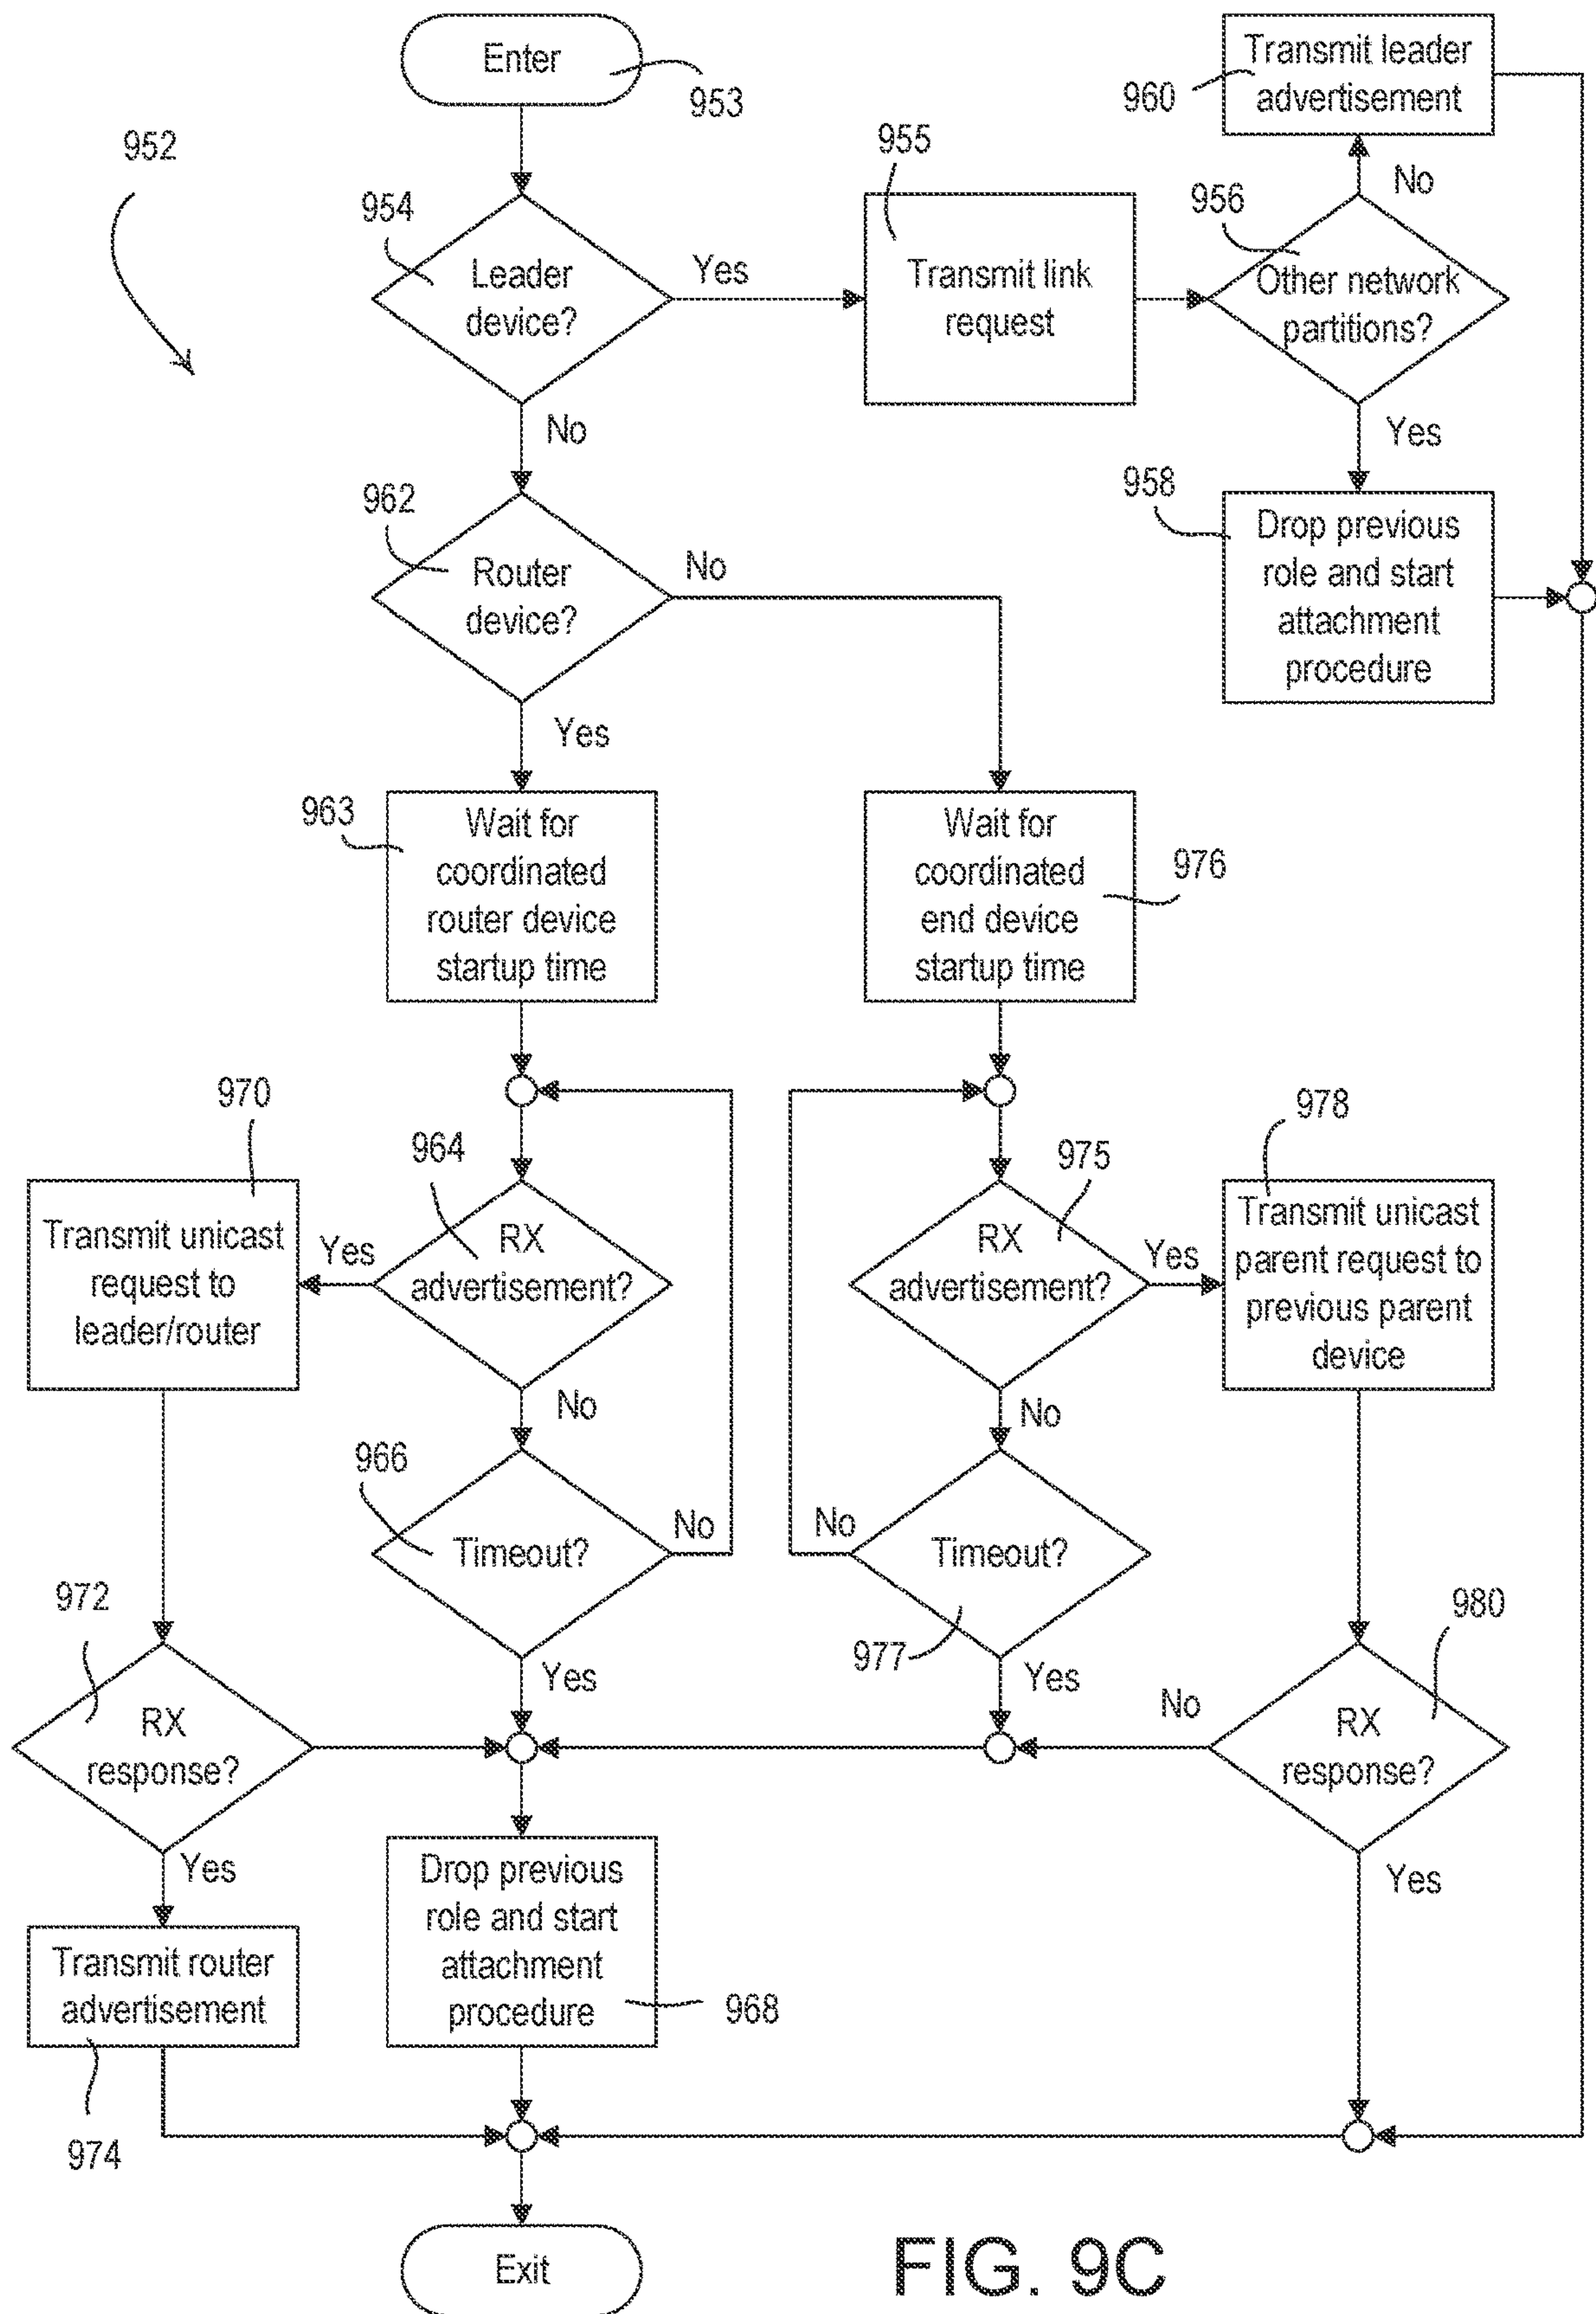 Enter
953
952
954
Leader
device?
Yes
No
955
Transmit link
request
956
Other network
partitions?
No
Yes
960
Transmit leader
advertisement
958
Drop previous
role and start
attachment
procedure
962
Router
device?
No
Yes
963
Wait for
coordinated
router device
startup time
Wait for
coordinated
end device
startup time
976
970
Transmit unicast
request to
leader/router
964
RX
advertisement?
Yes
No
975
RX
advertisement?
Yes
No
978
Transmit unicast
parent request to
previous parent
device
966
Timeout?
No
Yes
Timeout?
No
977
Yes
972
RX
response?
Yes
980
RX
response?
No
Yes
Transmit router
advertisement
974
Drop previous
role and start
attachment
procedure
968
Exit
FIG. 9C